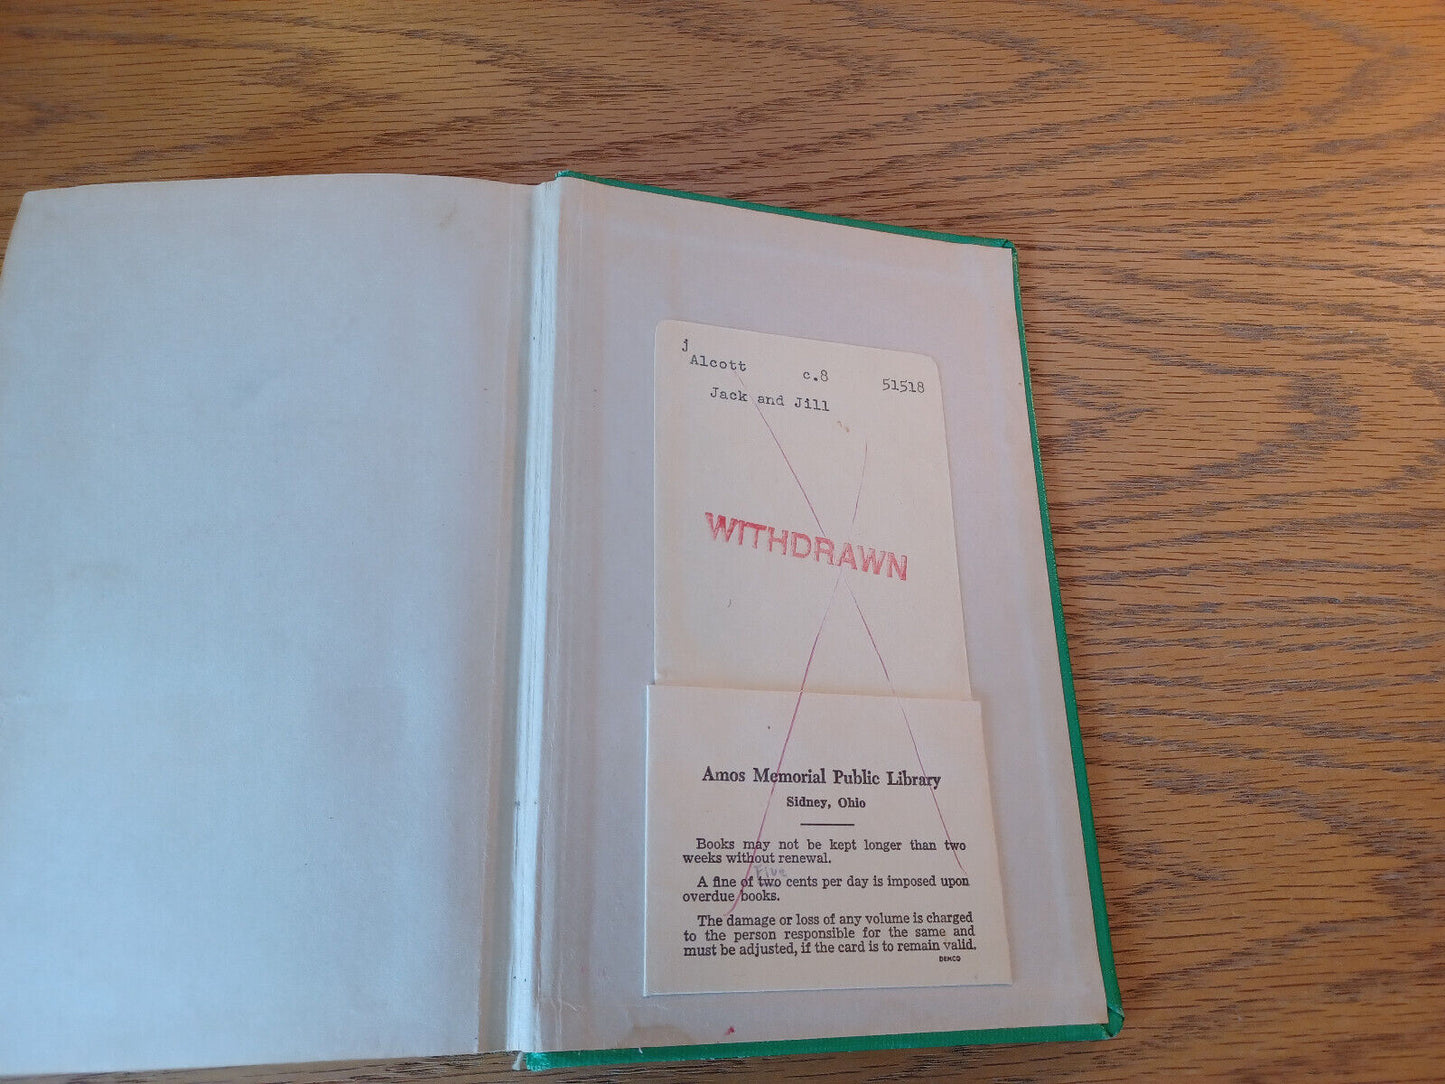 j
Alcott c.8 51518
Jack and Jill
WITHDRAWN
Amos Memorial Public Library
Sidney, Ohio
Books may not be kept longer than two
weeks without renewal.
Five
A fine of two cents per day is imposed upon
overdue books.
The damage or loss of any volume is charged
to the person responsible for the same and
must be adjusted, if the card is to remain valid.
DEMCO